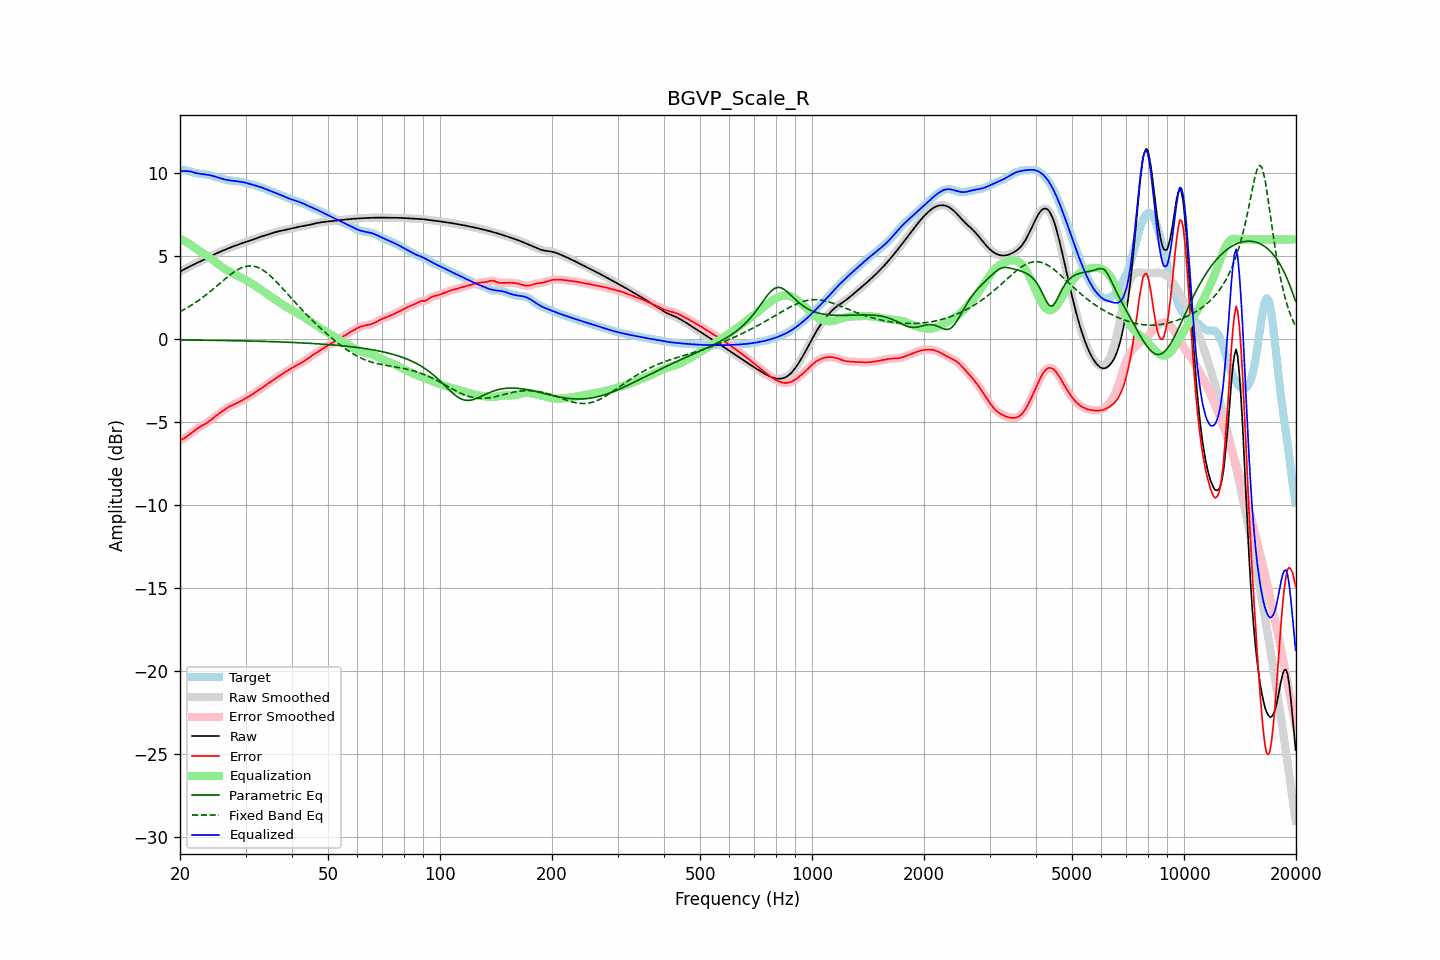 BGVP_Scale_R
Amplitude (dBr)
10
5
0
−5
−10
−15
−20
−25
−30
Target
Raw Smoothed
Error Smoothed
Raw
Error
Equalization
Parametric Eq
Fixed Band Eq
Equalized
20 50 100 200 500 1000 2000 5000 10000 20000
Frequency (Hz)